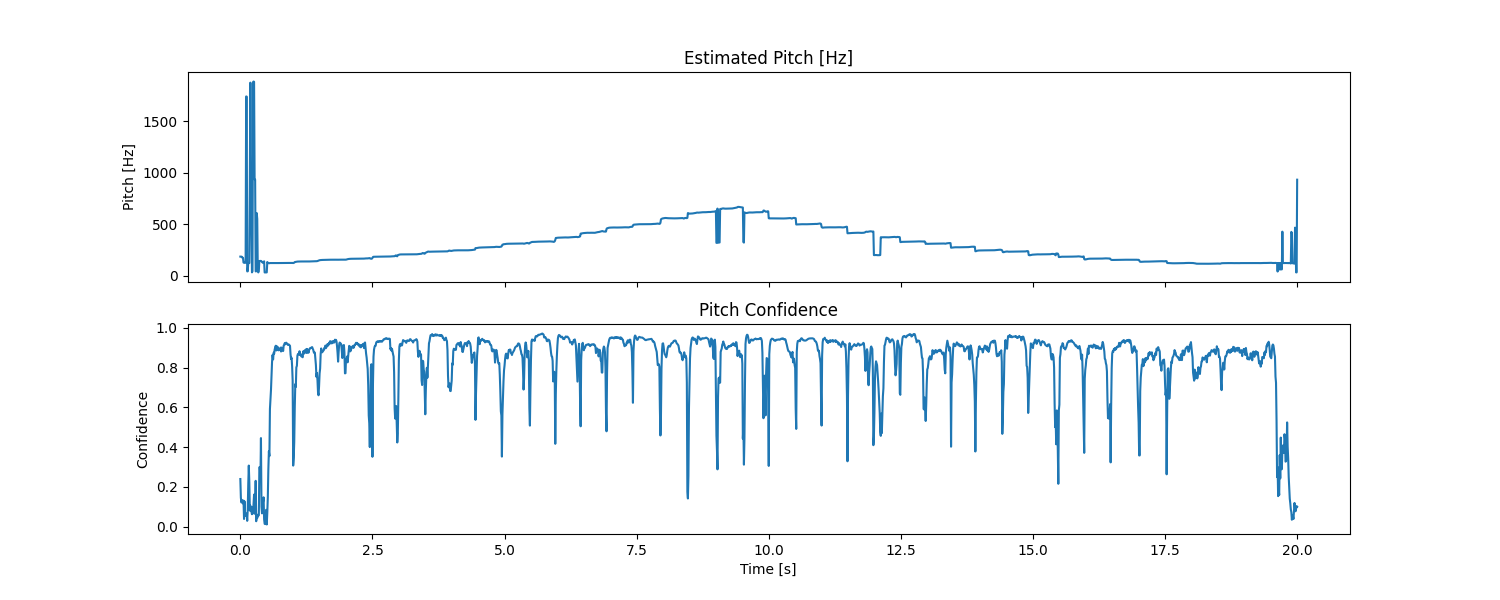 Estimated Pitch [Hz]
1500
1000
500
0
Pitch [Hz]
Pitch Confidence
1.0
0.8
0.6
0.4
0.2
0.0
Confidence
0.0 2.5 5.0 7.5 10.0 12.5 15.0 17.5 20.0
Time [s]